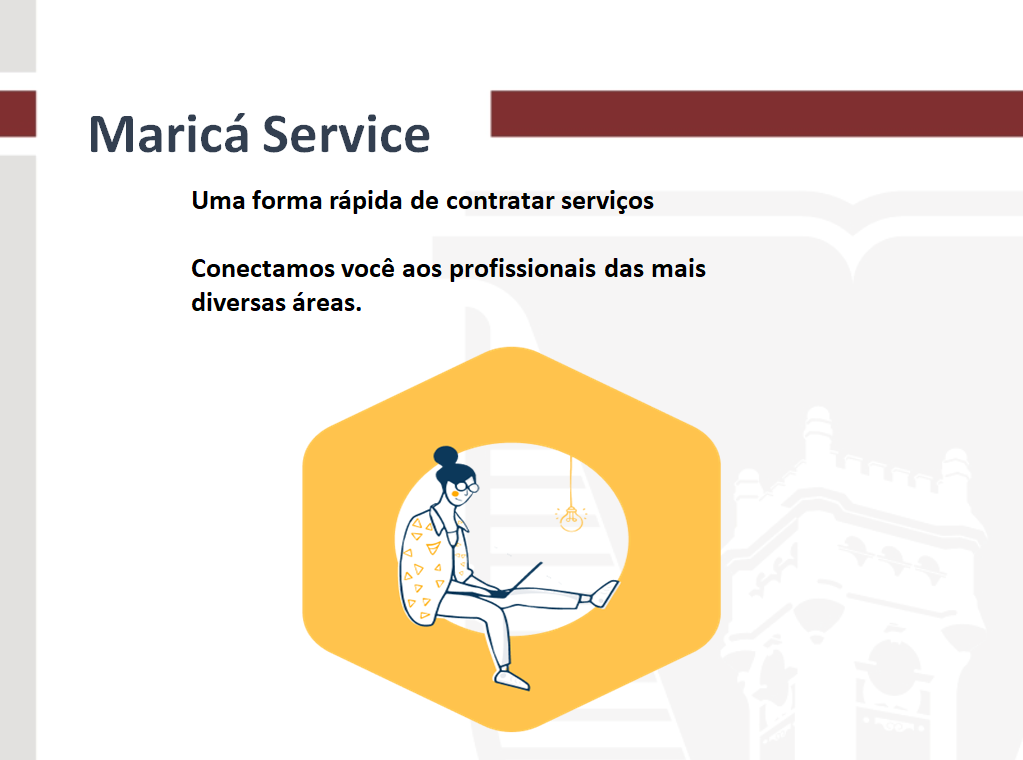 Maricá Service
Uma forma rápida de contratar serviços
Conectamos você aos profissionais das mais
diversas áreas.